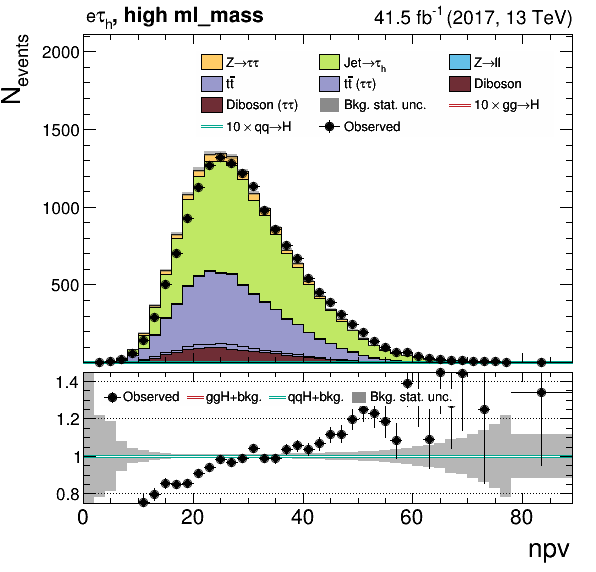 eτh, high ml_mass 41.5 fb⁻¹ (2017, 13 TeV)
Nevents
2000
1500
1000
500
Z→ττ Jet→τh Z→ll
tt̄ tt̄ (ττ) Diboson
Diboson (ττ) Bkg. stat. unc. 10 × gg→H
10 × qq→H Observed
1.4
1.2
1
0.8
Observed ggH+bkg. qqH+bkg. Bkg. stat. unc.
0 20 40 60 80
npv